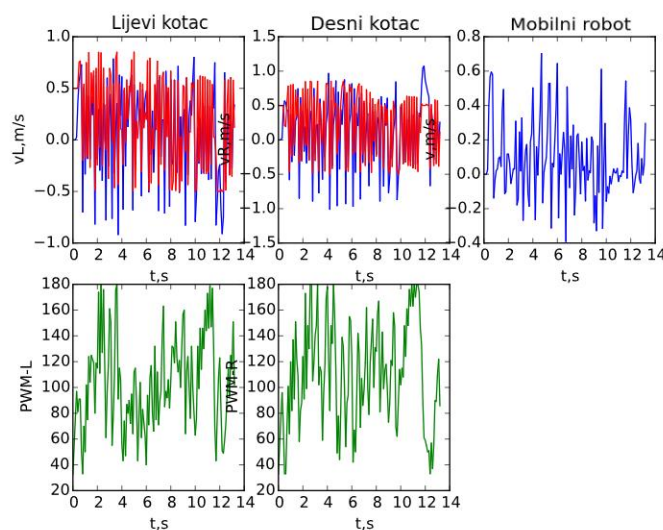 Lijevi kotac
Desni kotac
Mobilni robot
1.0
0.5
0.0
−0.5
−1.0
vL,m/s
0 2 4 6 8 10 12 14
t,s
1.5
1.0
0.5
0.0
−0.5
−1.0
−1.5
vR,m/s
0 2 4 6 8 10 12 14
t,s
0.8
0.6
0.4
0.2
0.0
−0.2
−0.4
v,m/s
0 2 4 6 8 10 12 14
t,s
180
160
140
120
100
80
60
40
20
PWM-L
0 2 4 6 8 10 12 14
t,s
180
160
140
120
100
80
60
40
20
PWM-R
0 2 4 6 8 10 12 14
t,s